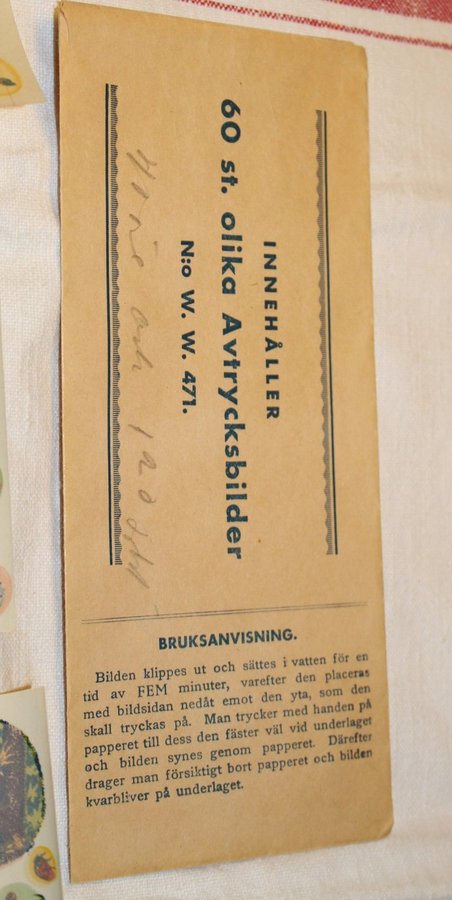 INNEHÅLLER
60 st. olika Avtrycksbilder
N:o W. W. 471.
40 och 120
BRUKSANVISNING.
Bilden klippes ut och sättes i vatten för en
tid av FEM minuter, varefter den placeras
med bildsidan nedåt emot den yta, som den
skall tryckas på. Man trycker med handen på
papperet till dess den fäster väl vid underlaget
och bilden synes genom papperet. Därefter
drager man försiktigt bort papperet och bilden
kvarbliver på underlaget.